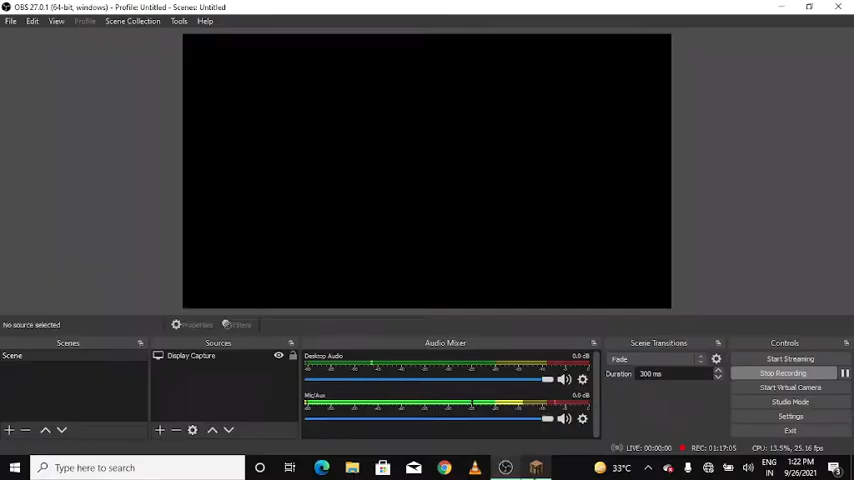 OBS 27.0.1 (64-bit, windows) - Profile: Untitled - Scenes: Untitled
File Edit View Profile Scene Collection Tools Help
No source selected
Properties Filters
Scenes
Sources
Audio Mixer
Scene Transitions
Controls
Scene
Display Capture
Desktop Audio 0.0 dB
Mic/Aux 0.0 dB
Fade
Duration 300 ms
Start Streaming
Stop Recording
Start Virtual Camera
Studio Mode
Settings
Exit
LIVE: 00:00:00 REC: 01:17:05 CPU: 13.5%, 25.16 fps
Type here to search
33°C
ENG
IN
1:22 PM
9/26/2021
3